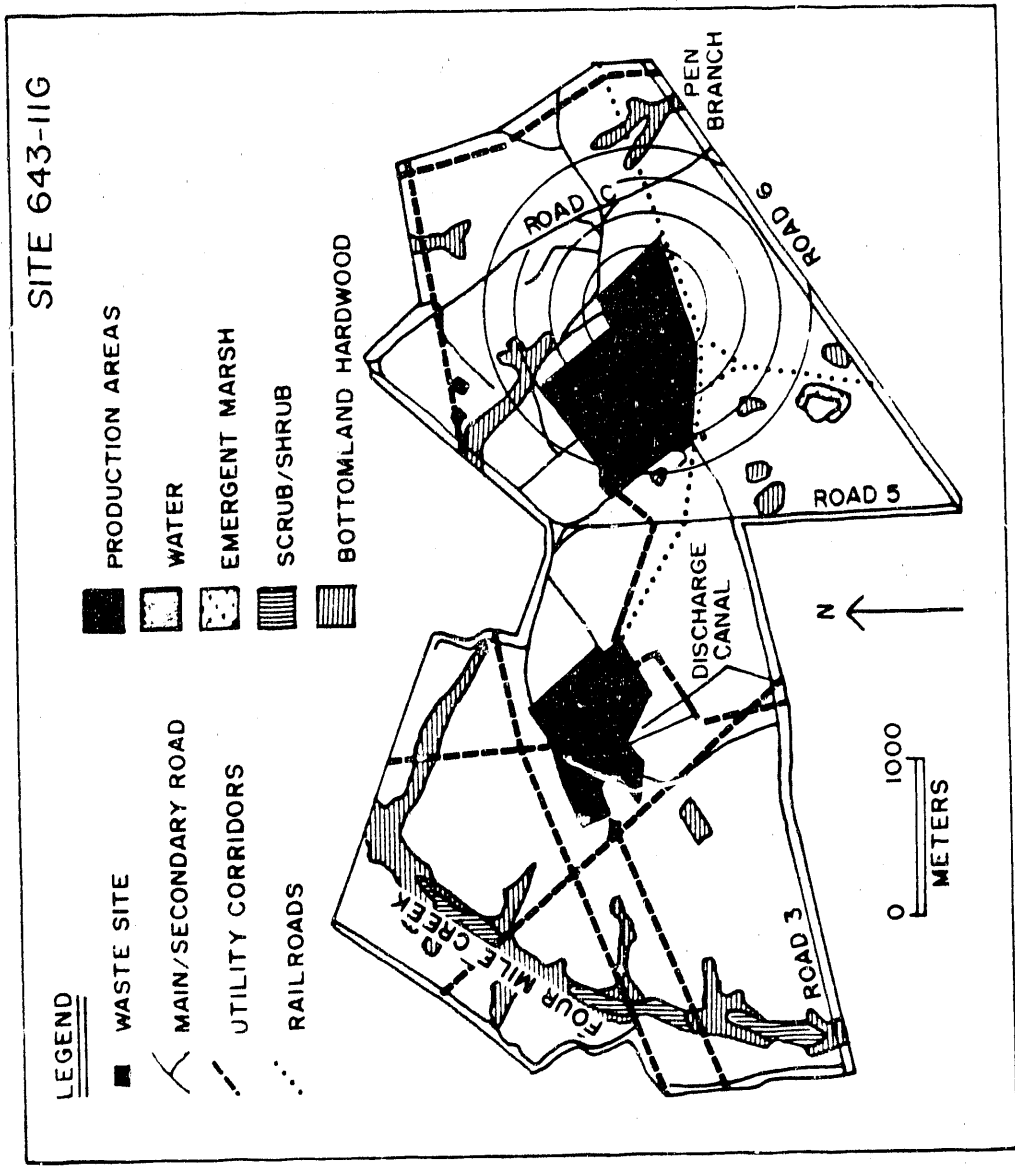 SITE 643-11G
LEGEND
WASTE SITE
MAIN/SECONDARY ROAD
UTILITY CORRIDORS
RAILROADS
PRODUCTION AREAS
WATER
EMERGENT MARSH
SCRUB/SHRUB
BOTTOMLAND HARDWOOD
FOUR MILE CREEK
ROAD C
PEN
BRANCH
ROAD 6
ROAD 5
DISCHARGE
CANAL
ROAD 3
N
0 1000
METERS